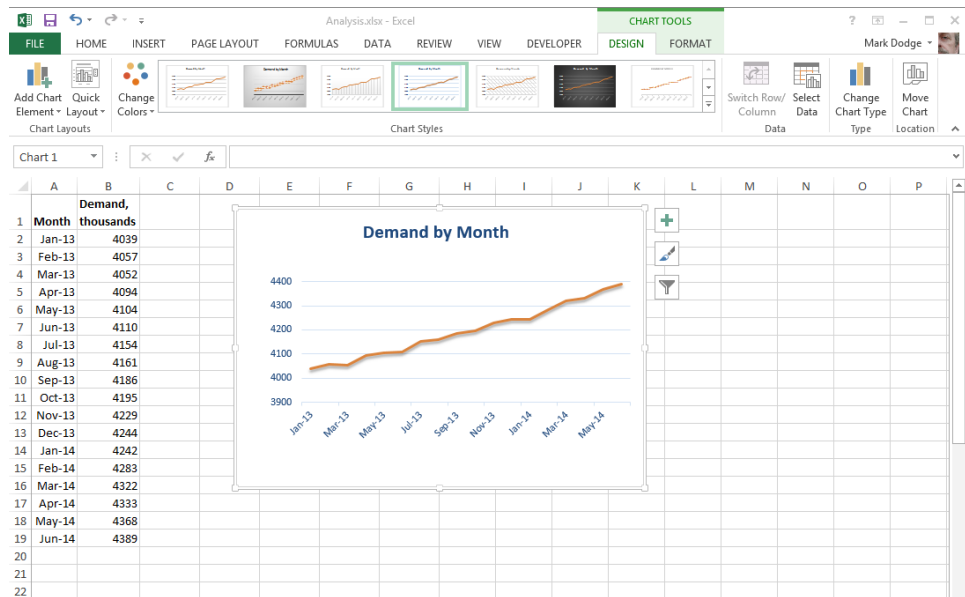 Analysis.xlsx - Excel
CHART TOOLS
?
FILE HOME INSERT PAGE LAYOUT FORMULAS DATA REVIEW VIEW DEVELOPER DESIGN FORMAT Mark Dodge
Add Chart Element
Quick Layout
Change Colors
Switch Row/ Column
Select Data
Change Chart Type
Move Chart
Chart Layouts Chart Styles Data Type Location
Chart 1 fx
A B C D E F G H I J K L M N O P
1 Month Demand, thousands
2 Jan-13 4039
3 Feb-13 4057
4 Mar-13 4052
5 Apr-13 4094
6 May-13 4104
7 Jun-13 4110
8 Jul-13 4154
9 Aug-13 4161
10 Sep-13 4186
11 Oct-13 4195
12 Nov-13 4229
13 Dec-13 4244
14 Jan-14 4242
15 Feb-14 4283
16 Mar-14 4322
17 Apr-14 4333
18 May-14 4368
19 Jun-14 4389
20
21
22
Demand by Month
4400
4300
4200
4100
4000
3900
Jan-13 Mar-13 May-13 Jul-13 Sep-13 Nov-13 Jan-14 Mar-14 May-14